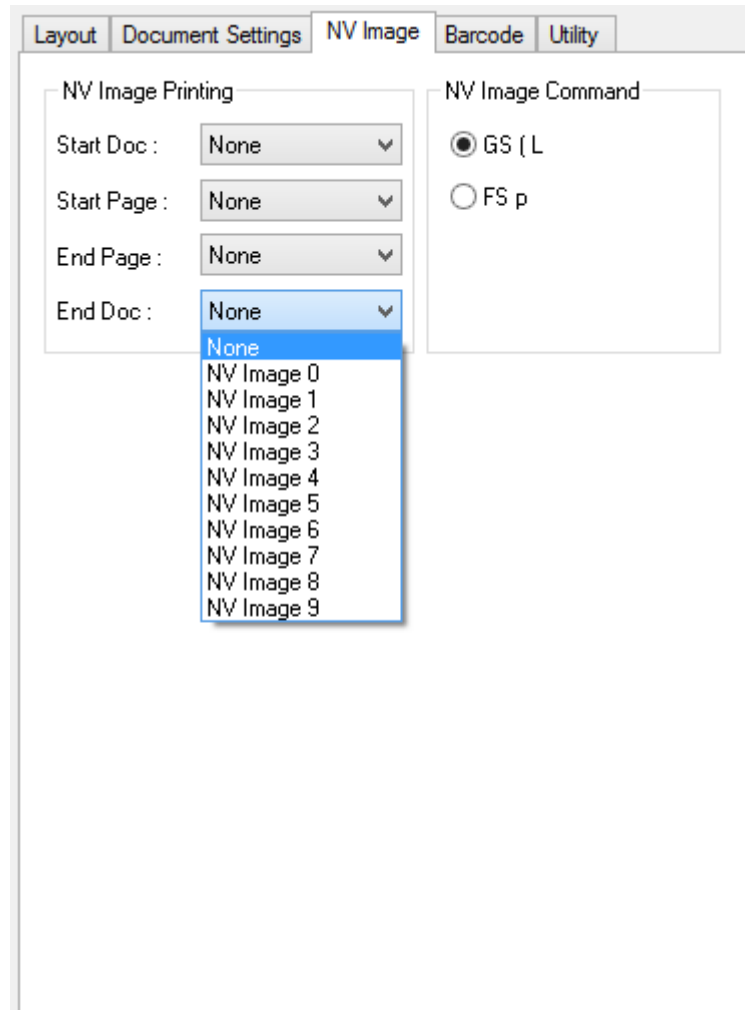 Layout Document Settings NV Image Barcode Utility
NV Image Printing
Start Doc : None
Start Page : None
End Page : None
End Doc : None
None
NV Image 0
NV Image 1
NV Image 2
NV Image 3
NV Image 4
NV Image 5
NV Image 6
NV Image 7
NV Image 8
NV Image 9
NV Image Command
GS ( L
FS p